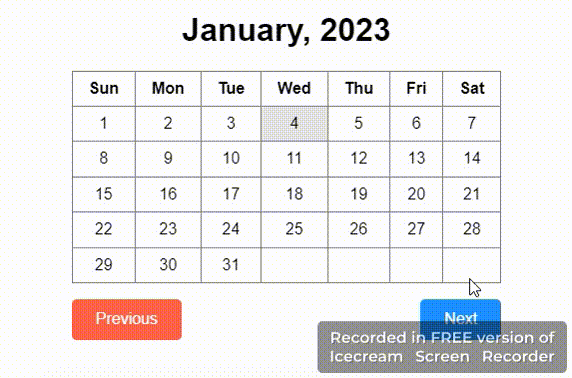 January, 2023
Sun Mon Tue Wed Thu Fri Sat
1 2 3 4 5 6 7
8 9 10 11 12 13 14
15 16 17 18 19 20 21
22 23 24 25 26 27 28
29 30 31
Previous Next
Recorded in FREE version of
Icecream Screen Recorder